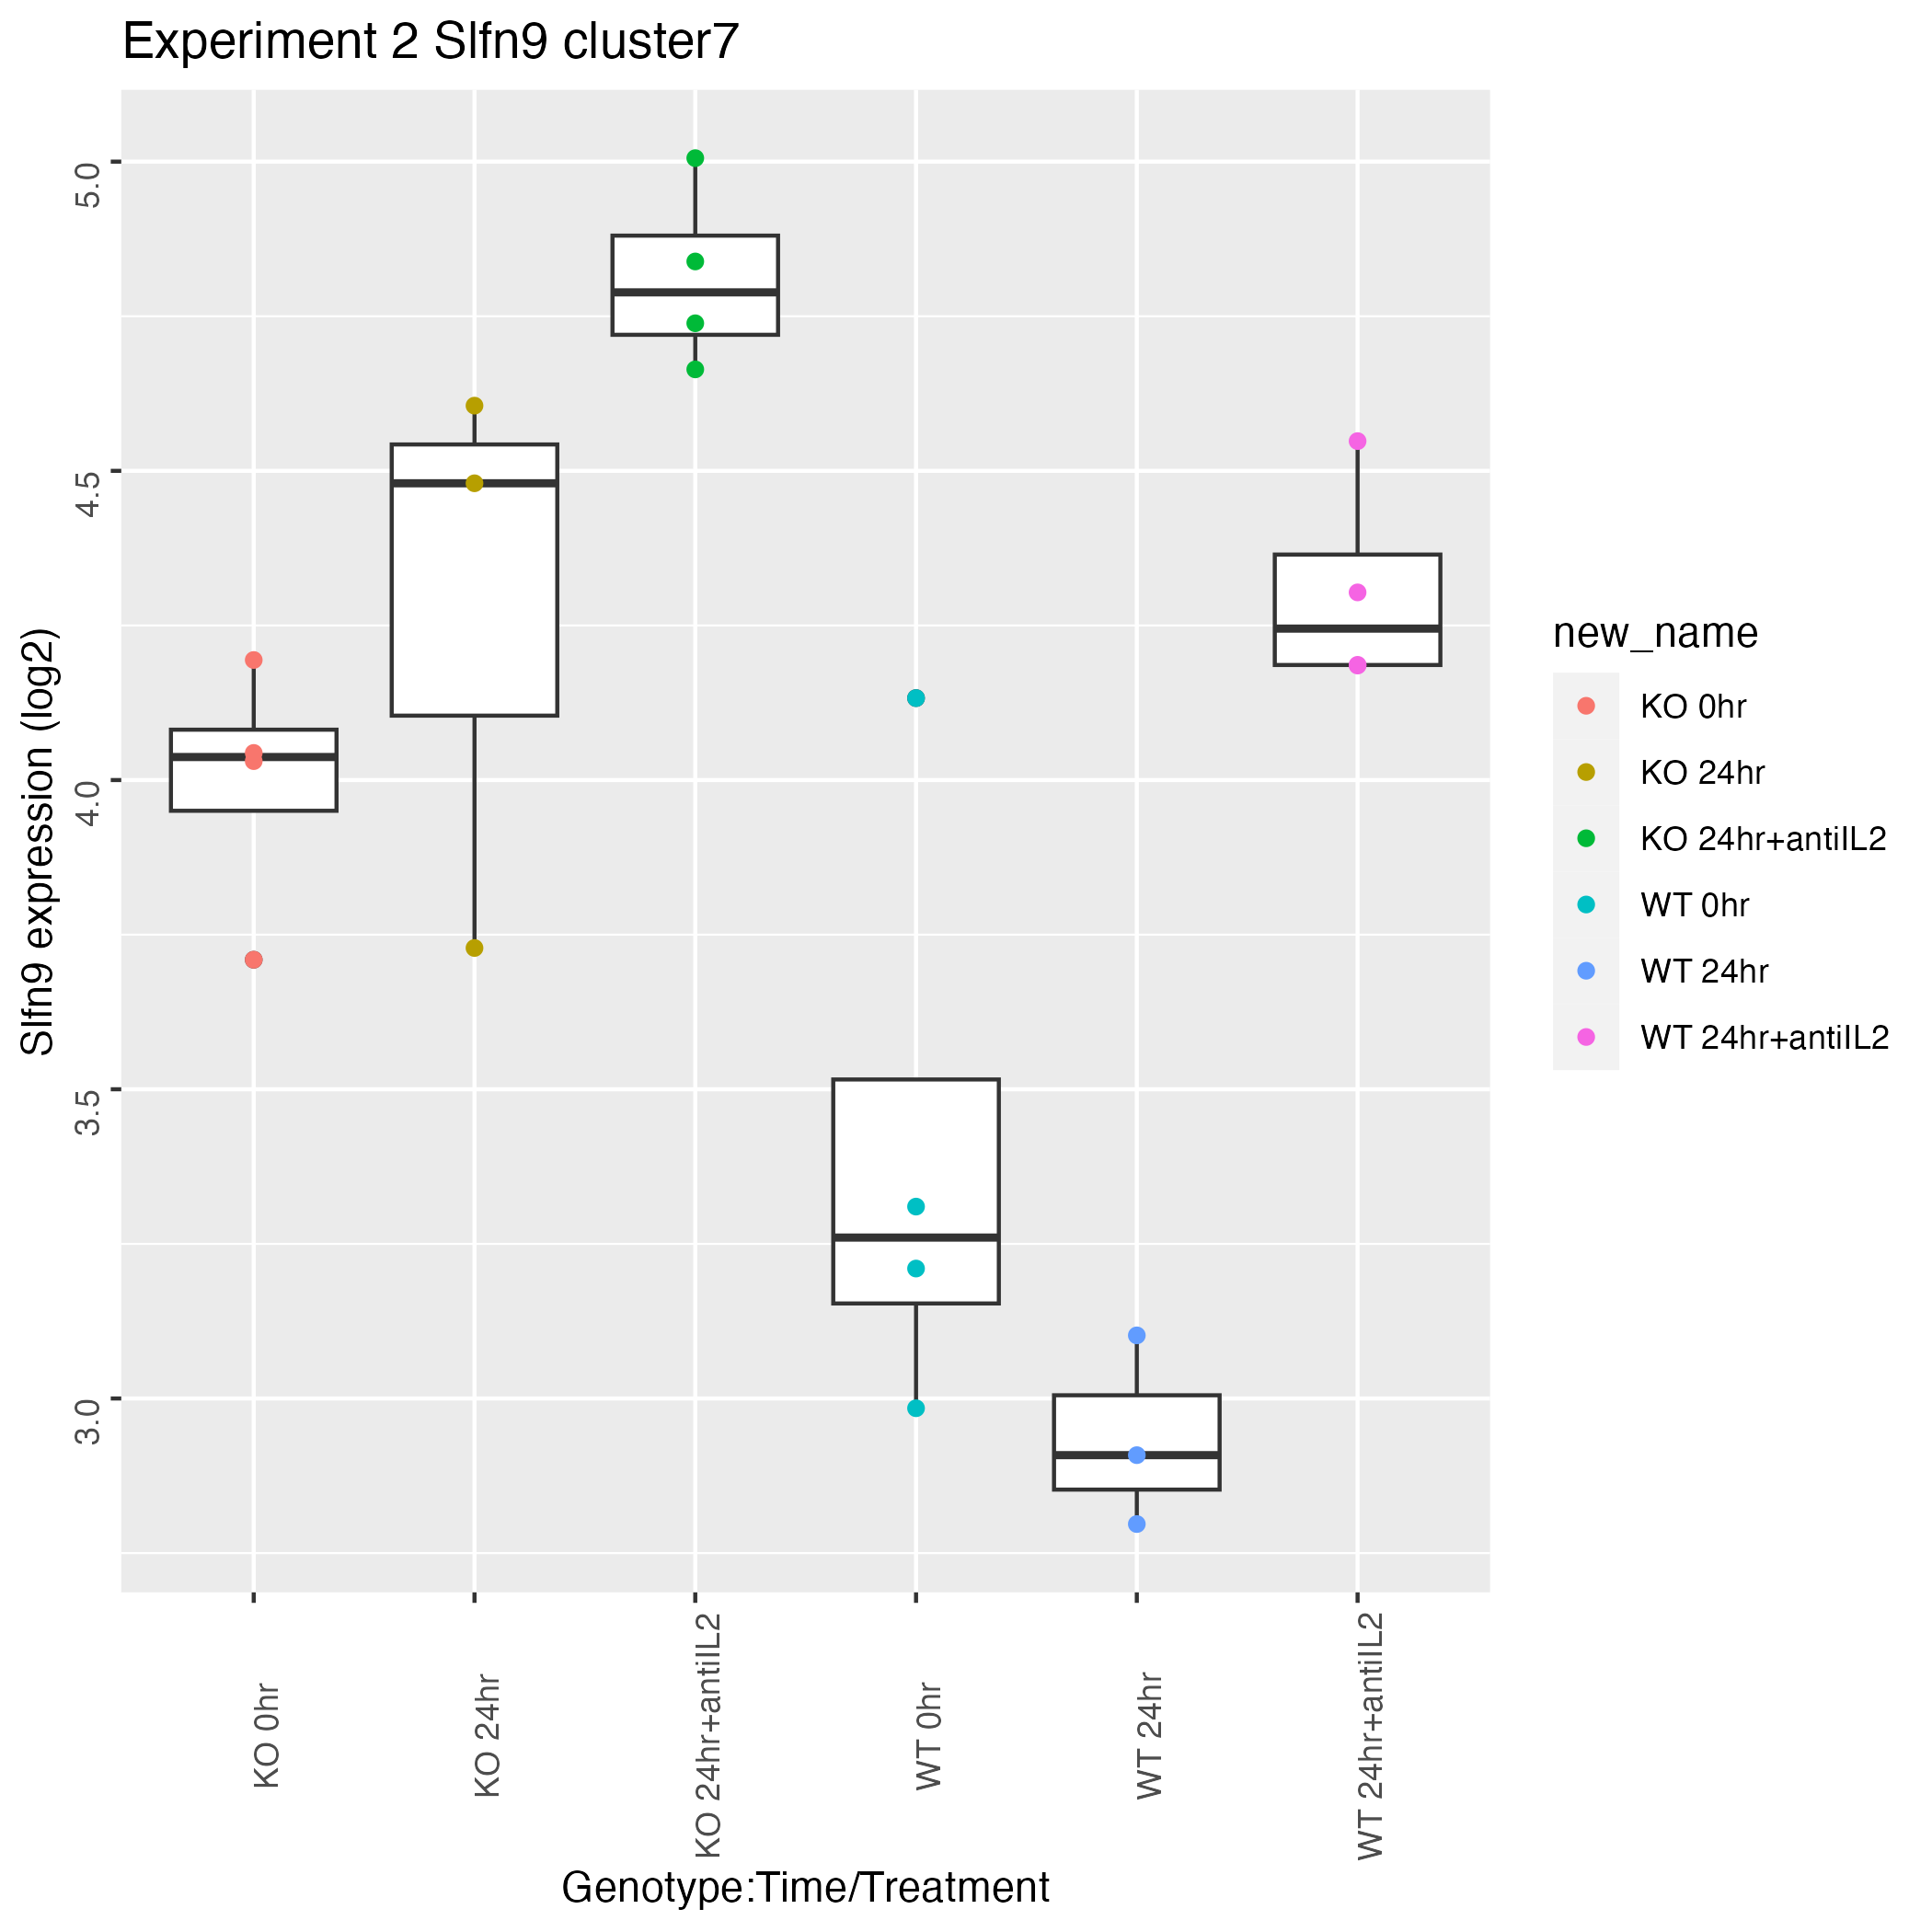 Experiment 2 Slfn9 cluster7
Slfn9 expression (log2)
5.0
4.5
4.0
3.5
3.0
KO 0hr
KO 24hr
KO 24hr+antiIL2
WT 0hr
WT 24hr
WT 24hr+antiIL2
Genotype:Time/Treatment
new_name
KO 0hr
KO 24hr
KO 24hr+antiIL2
WT 0hr
WT 24hr
WT 24hr+antiIL2